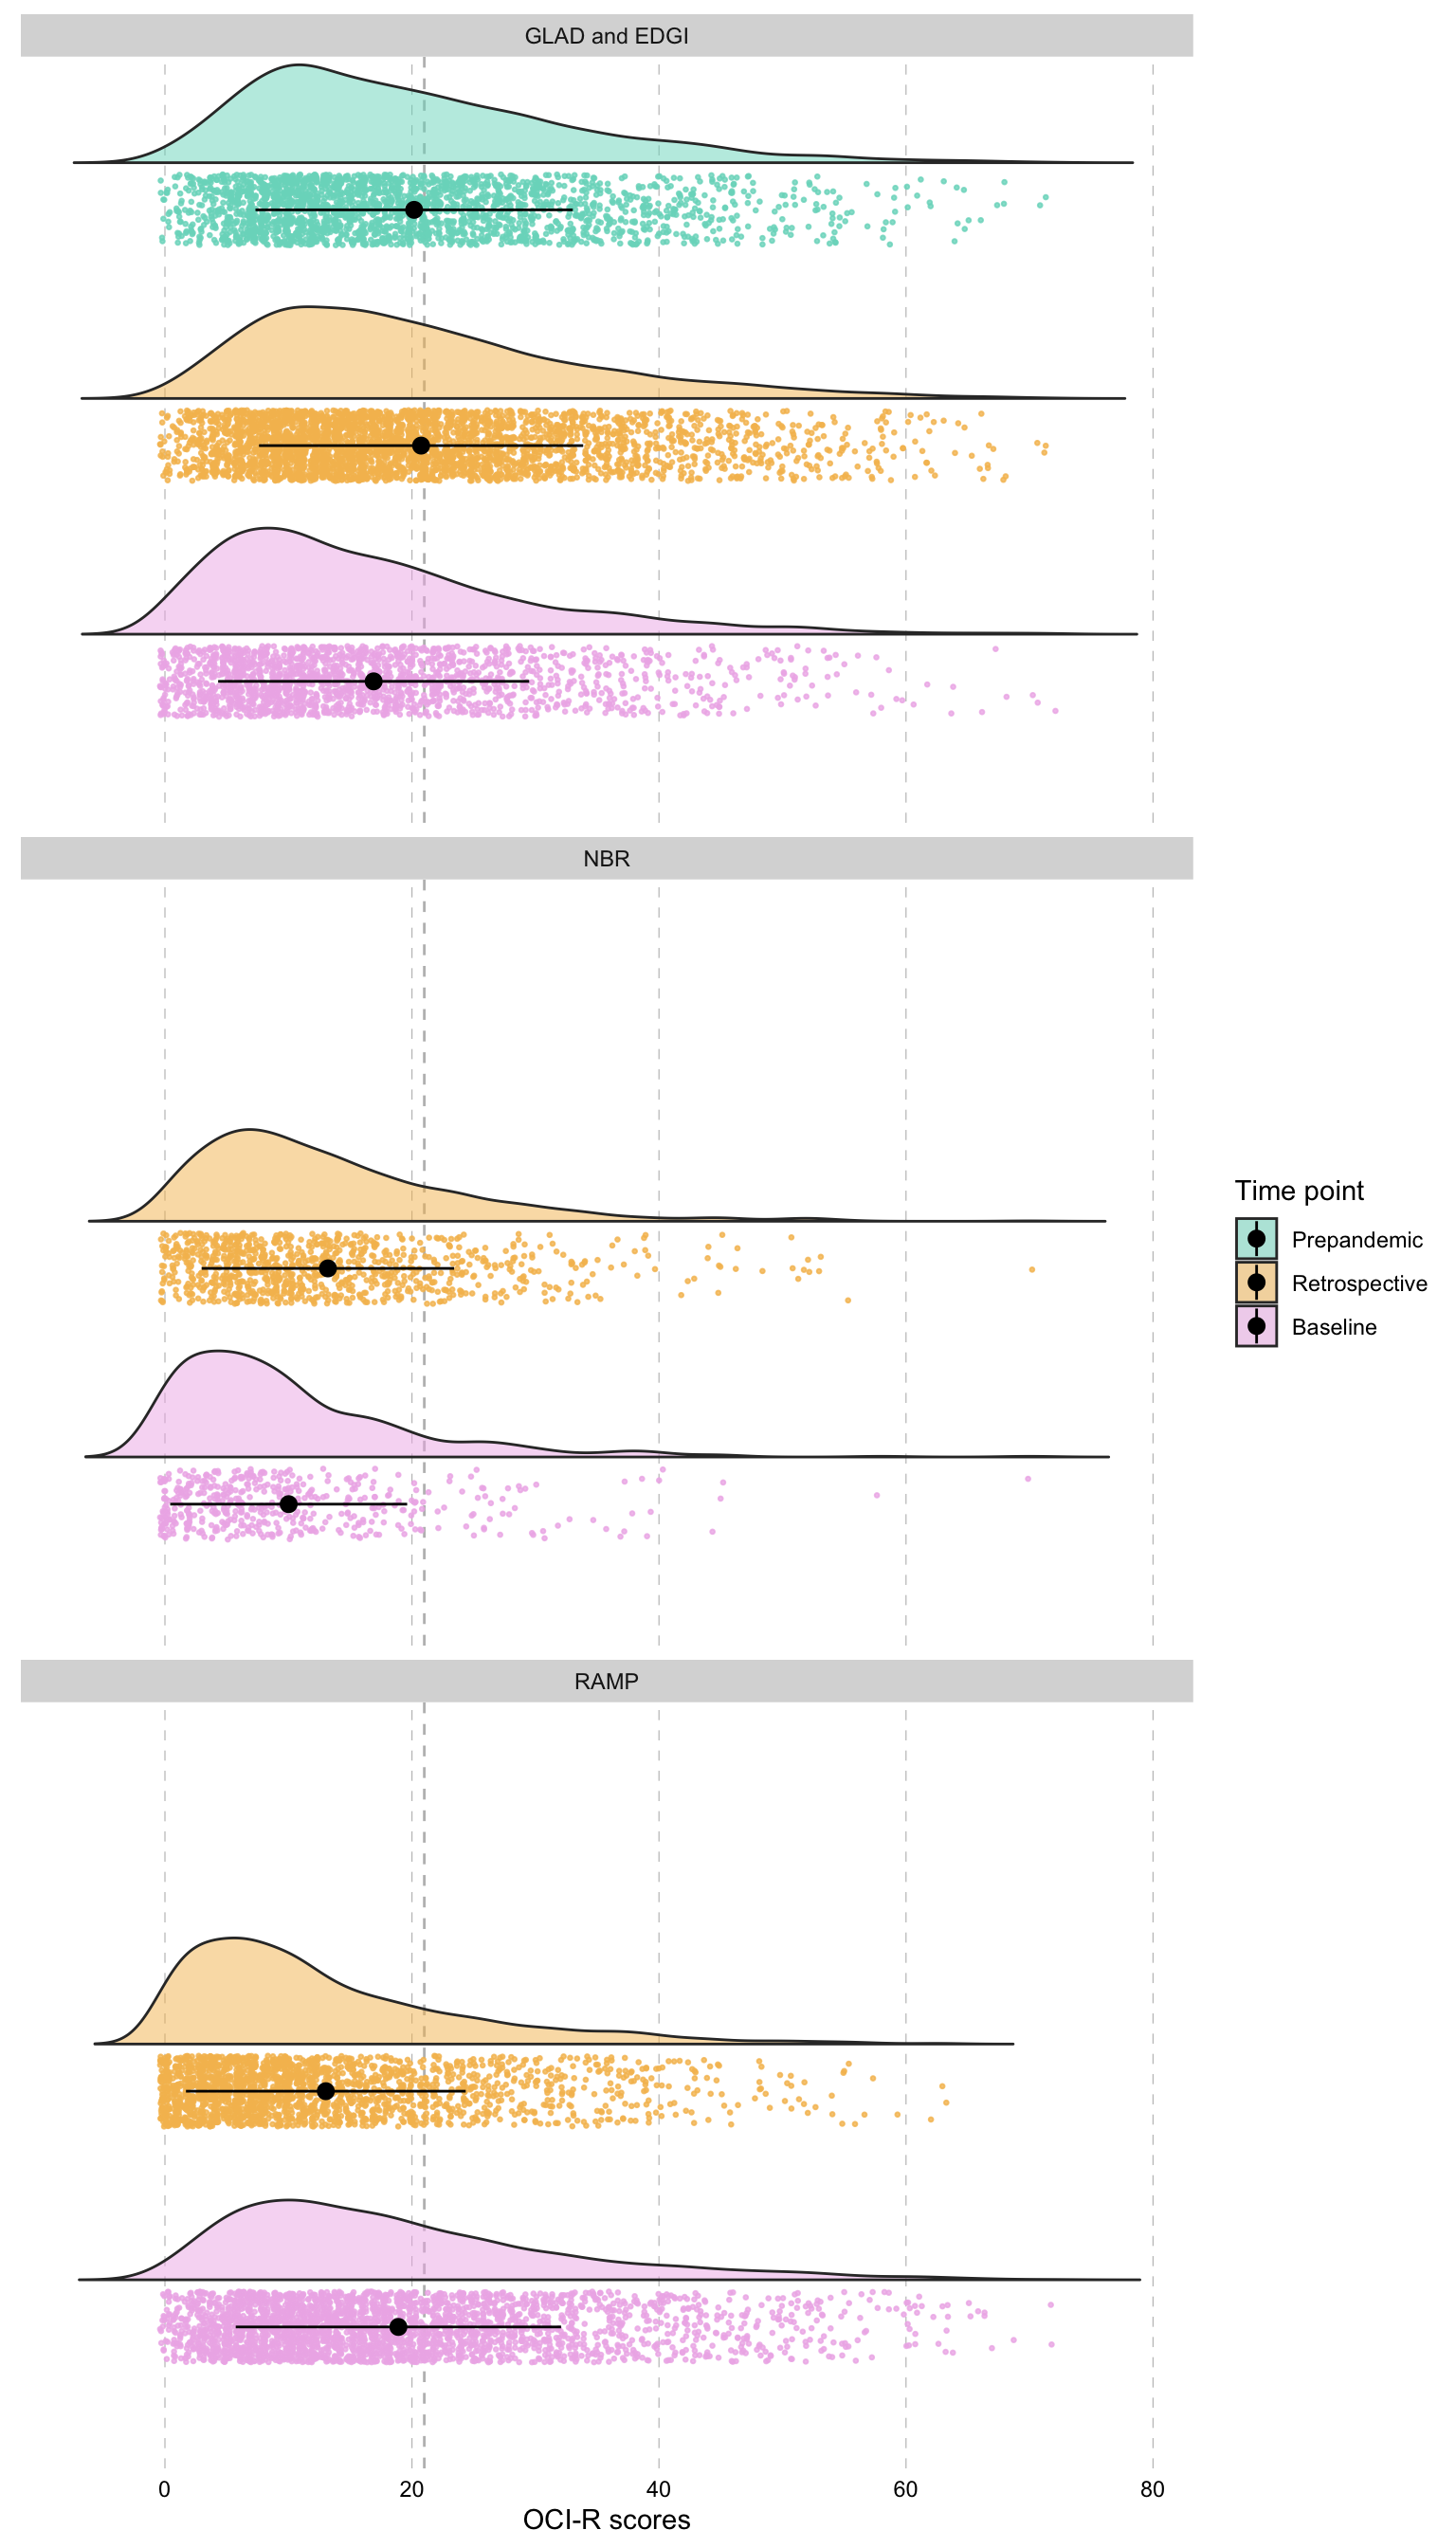 GLAD and EDGI
NBR
RAMP
0 20 40 60 80
OCI-R scores
Time point
Prepandemic
Retrospective
Baseline